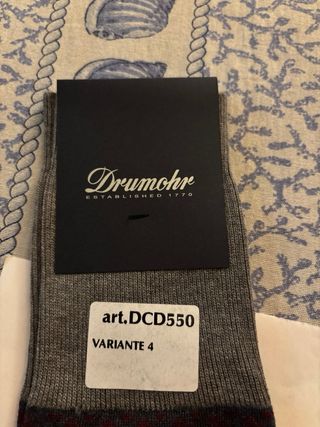 Drumohr
ESTABLISHED 1770
art.DCD550
VARIANTE 4